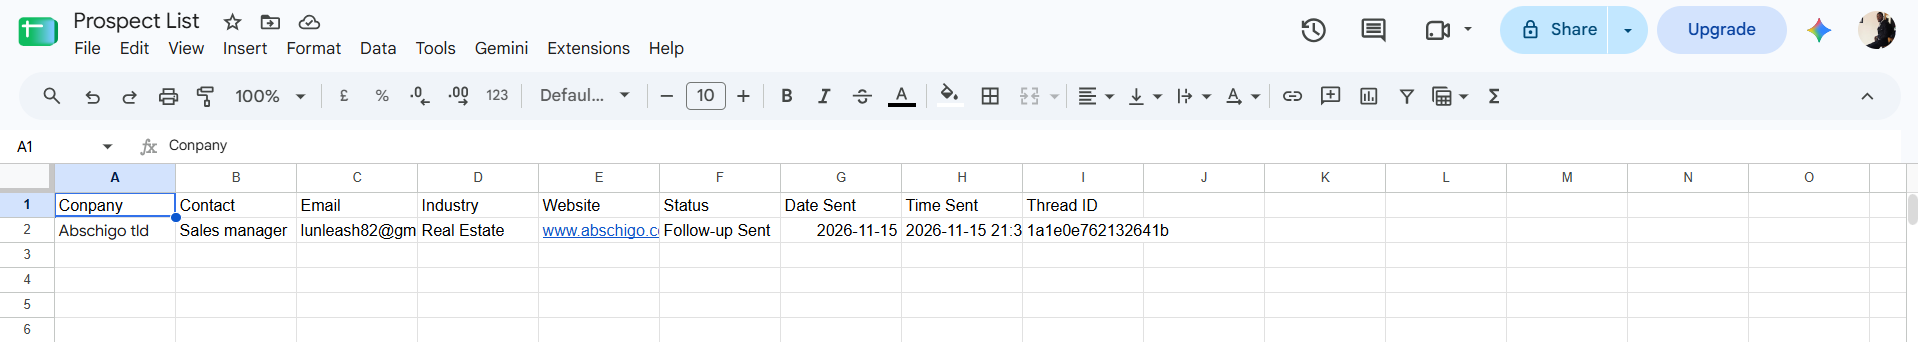 Prospect List
File Edit View Insert Format Data Tools Gemini Extensions Help
Share
Upgrade
100% £ % .0 .00 123 Defaul... 10 B I A
A1 fx Conpany
A B C D E F G H I J K L M N O
1 Conpany Contact Email Industry Website Status Date Sent Time Sent Thread ID
2 Abschigo tld Sales manager lunleash82@gm Real Estate www.abschigo.c Follow-up Sent 2026-11-15 2026-11-15 21:3 1a1e0e762132641b
3
4
5
6